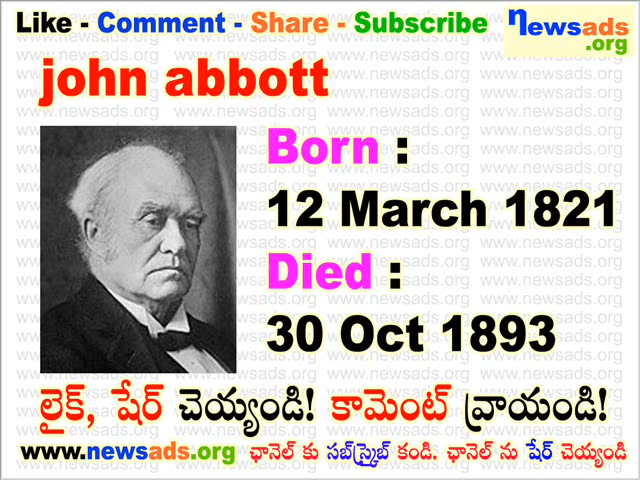 Like - Comment - Share - Subscribe
newsads
.org
john abbott
Born :
12 March 1821
Died :
30 Oct 1893
లైక్, షేర్ చెయ్యండి! కామెంట్ వ్రాయండి!
www.newsads.org ఛానెల్ కు సబ్‌స్క్రైబ్ కండి. ఛానెల్ ను షేర్ చెయ్యండి